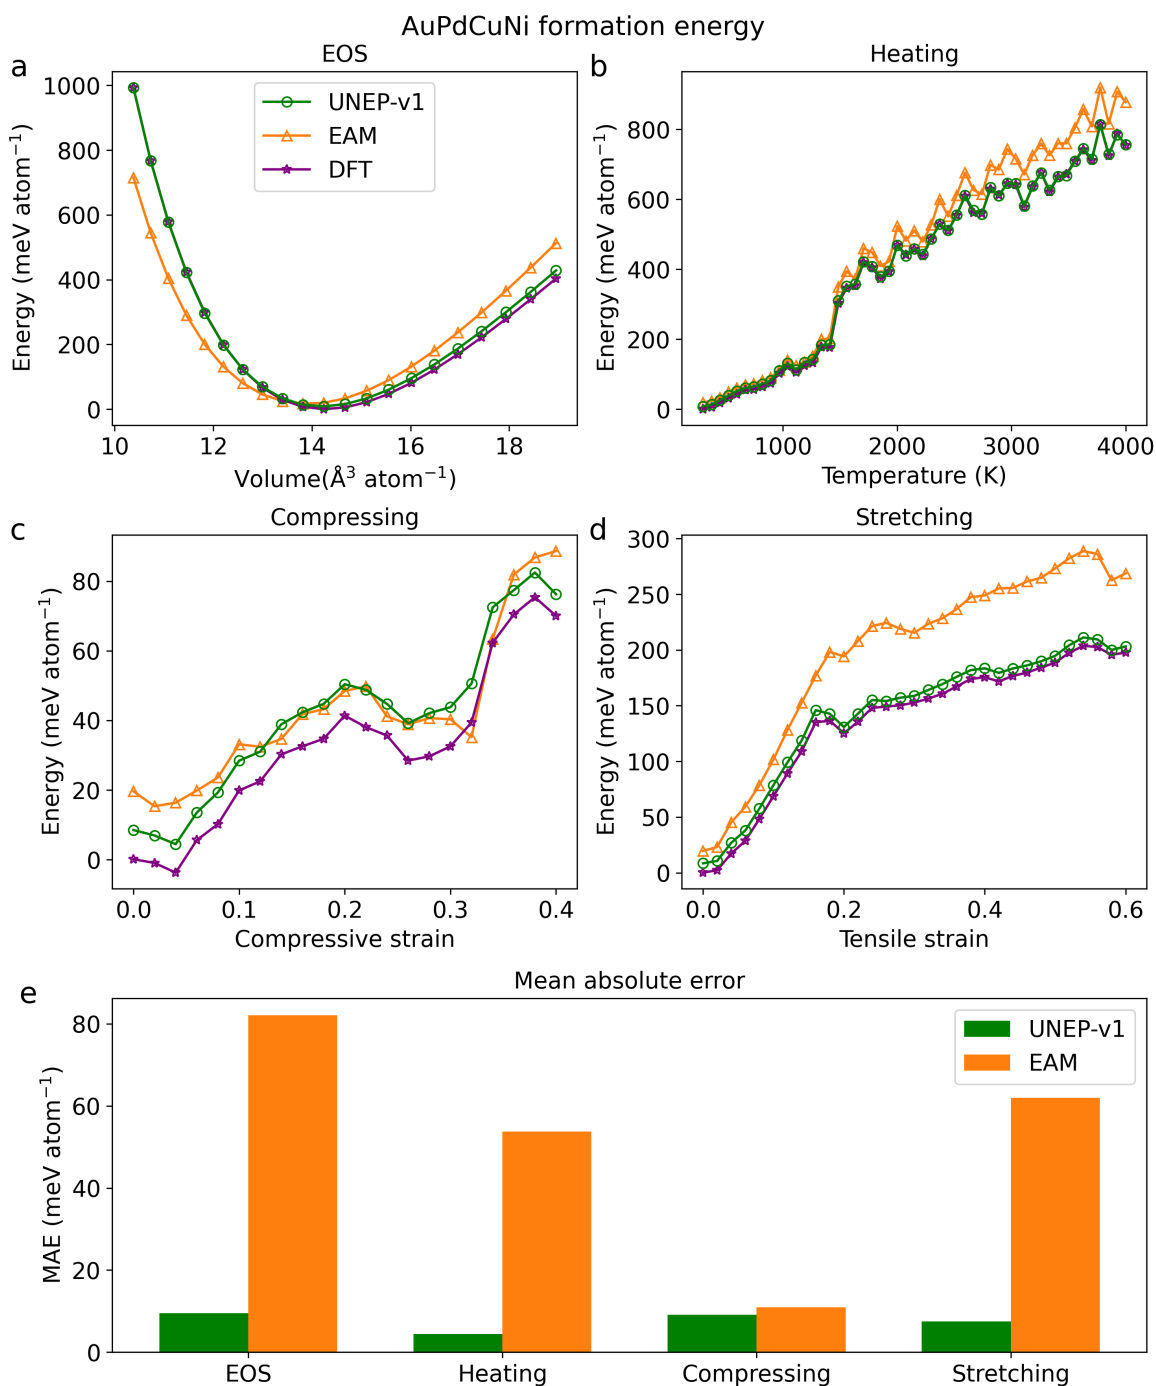 AuPdCuNi formation energy
a
EOS
1000
800
600
400
200
0
Energy (meV atom⁻¹)
UNEP-v1
EAM
DFT
10 12 14 16 18
Volume(Å³ atom⁻¹)
b
Heating
800
600
400
200
0
Energy (meV atom⁻¹)
1000 2000 3000 4000
Temperature (K)
c
Compressing
80
60
40
20
0
Energy (meV atom⁻¹)
0.0 0.1 0.2 0.3 0.4
Compressive strain
d
Stretching
300
250
200
150
100
50
0
Energy (meV atom⁻¹)
0.0 0.2 0.4 0.6
Tensile strain
e
Mean absolute error
80
60
40
20
0
MAE (meV atom⁻¹)
UNEP-v1
EAM
EOS Heating Compressing Stretching